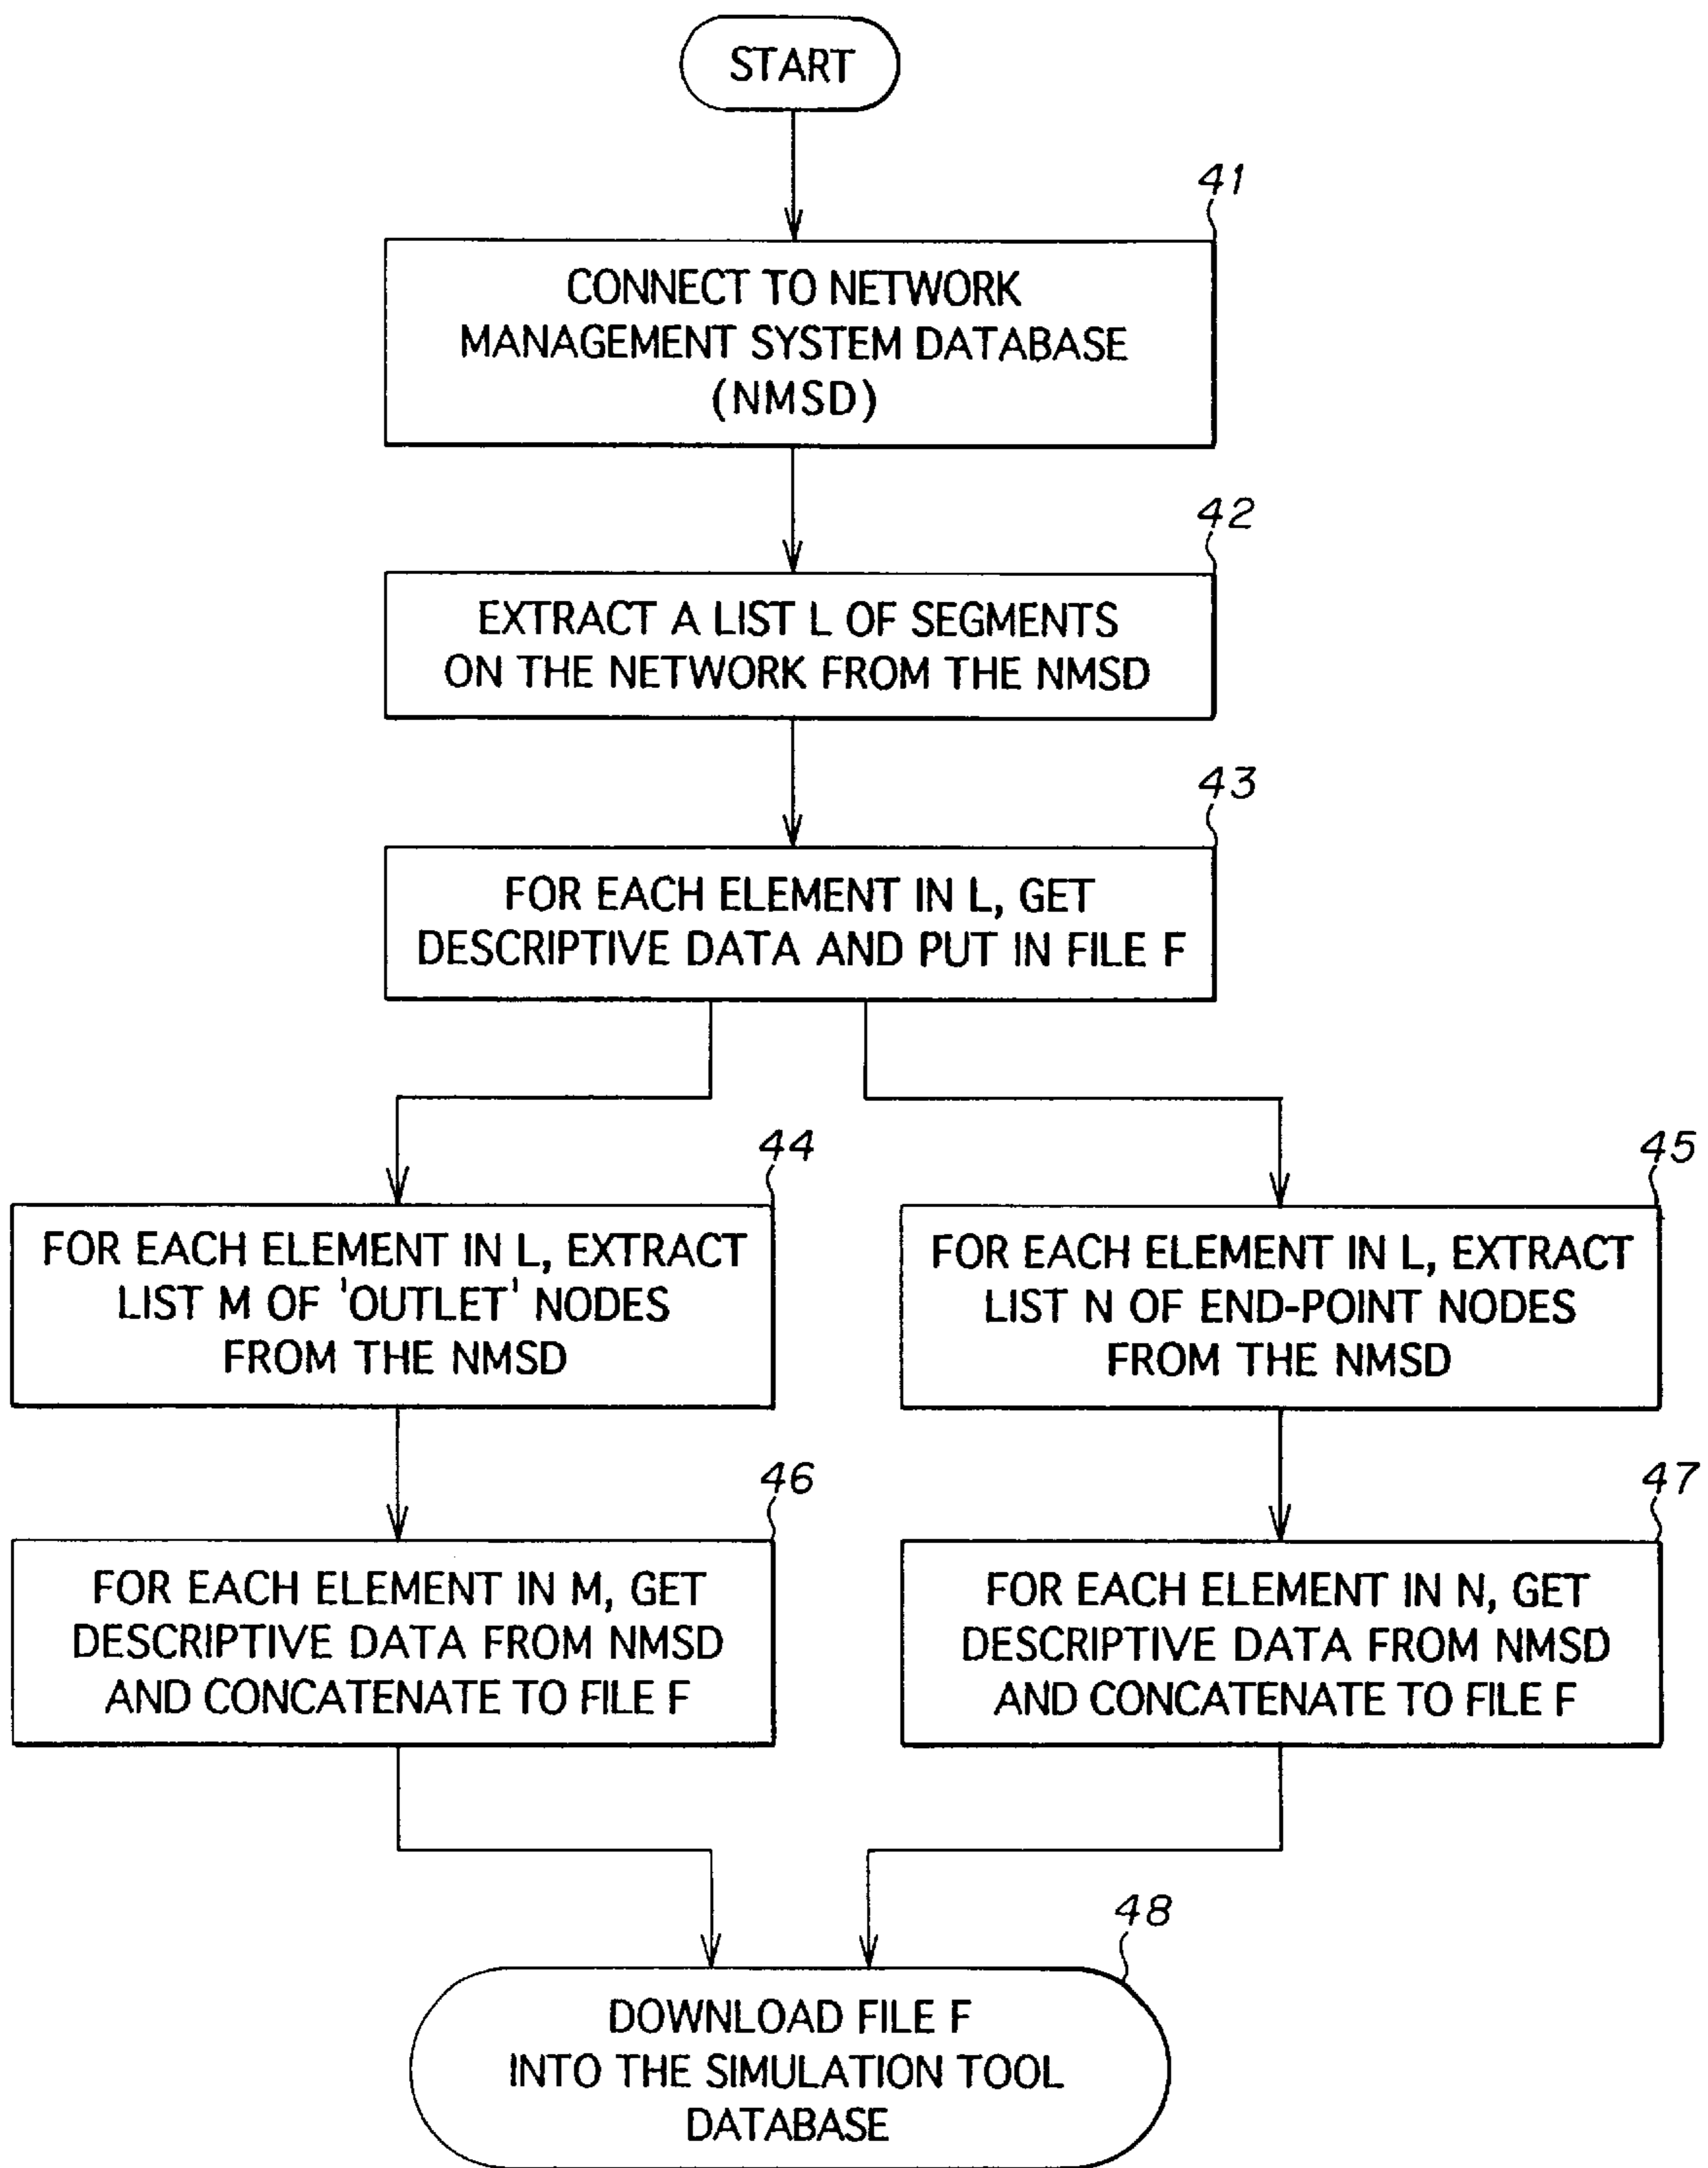 START
41
CONNECT TO NETWORK
MANAGEMENT SYSTEM DATABASE
(NMSD)
42
EXTRACT A LIST L OF SEGMENTS
ON THE NETWORK FROM THE NMSD
43
FOR EACH ELEMENT IN L, GET
DESCRIPTIVE DATA AND PUT IN FILE F
44
FOR EACH ELEMENT IN L, EXTRACT
LIST M OF 'OUTLET' NODES
FROM THE NMSD
45
FOR EACH ELEMENT IN L, EXTRACT
LIST N OF END-POINT NODES
FROM THE NMSD
46
FOR EACH ELEMENT IN M, GET
DESCRIPTIVE DATA FROM NMSD
AND CONCATENATE TO FILE F
47
FOR EACH ELEMENT IN N, GET
DESCRIPTIVE DATA FROM NMSD
AND CONCATENATE TO FILE F
48
DOWNLOAD FILE F
INTO THE SIMULATION TOOL
DATABASE